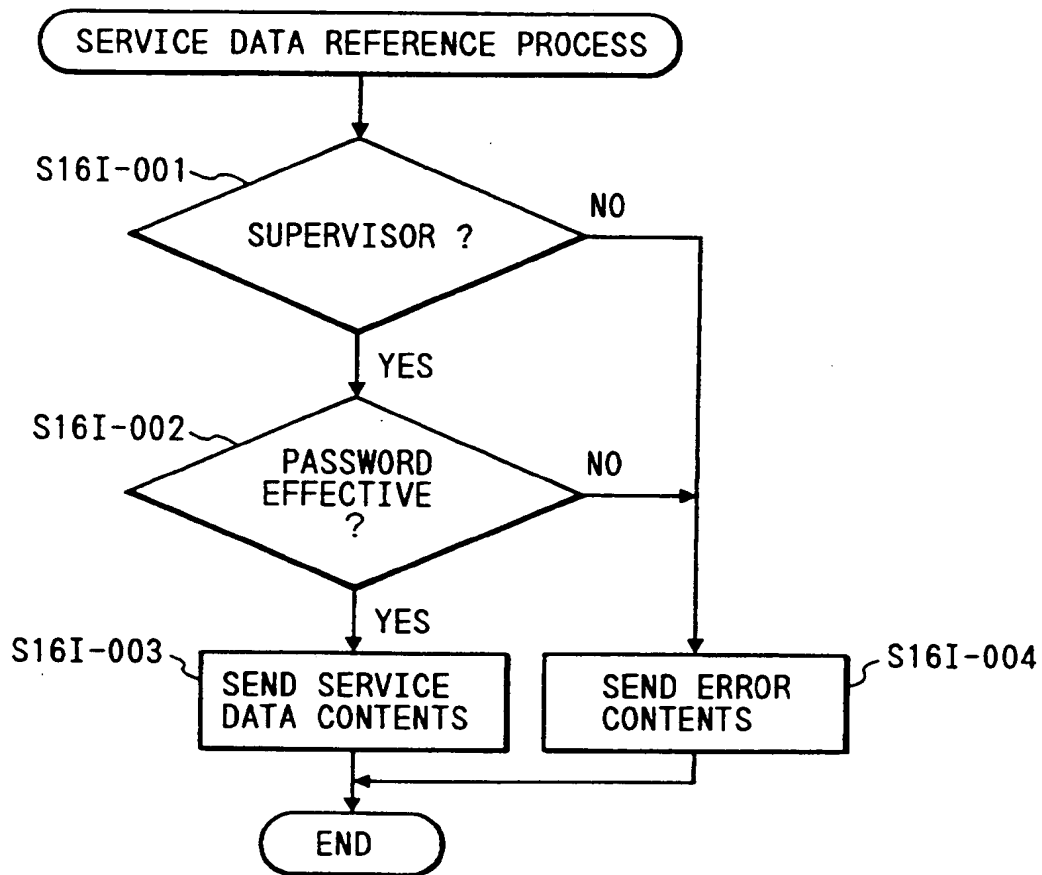 SERVICE DATA REFERENCE PROCESS
S16I-001
SUPERVISOR ?
NO
YES
S16I-002
PASSWORD
EFFECTIVE
?
NO
YES
S16I-003
SEND SERVICE
DATA CONTENTS
SEND ERROR
CONTENTS
S16I-004
END